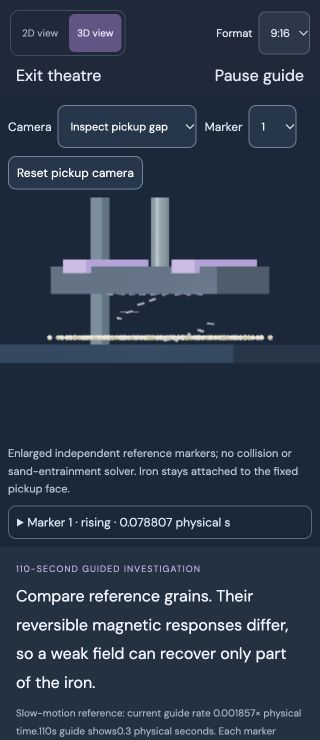 2D view 3D view Format 9:16
Exit theatre Pause guide
Camera Inspect pickup gap Marker 1
Reset pickup camera
Enlarged independent reference markers; no collision or
sand-entrainment solver. Iron stays attached to the fixed
pickup face.
▶ Marker 1 · rising · 0.078807 physical s
110-SECOND GUIDED INVESTIGATION
Compare reference grains. Their
reversible magnetic responses differ,
so a weak field can recover only part
of the iron.
Slow-motion reference: current guide rate 0.001857× physical
time.110s guide shows0.3 physical seconds. Each marker